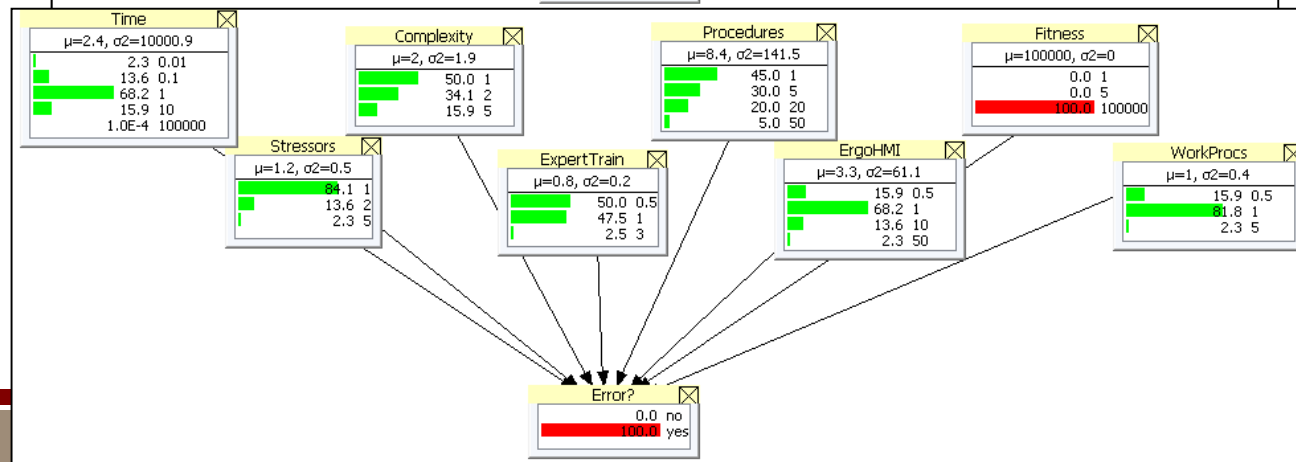 Time
μ=2.4, σ2=10000.9
2.3 0.01
13.6 0.1
68.2 1
15.9 10
1.0E-4 100000
Complexity
μ=2, σ2=1.9
50.0 1
34.1 2
15.9 5
Procedures
μ=8.4, σ2=141.5
45.0 1
30.0 5
20.0 20
5.0 50
Fitness
μ=100000, σ2=0
0.0 1
0.0 5
100.0 100000
Stressors
μ=1.2, σ2=0.5
84.1 1
13.6 2
2.3 5
ExpertTrain
μ=0.8, σ2=0.2
50.0 0.5
47.5 1
2.5 3
ErgoHMI
μ=3.3, σ2=61.1
15.9 0.5
68.2 1
13.6 10
2.3 50
WorkProcs
μ=1, σ2=0.4
15.9 0.5
81.8 1
2.3 5
Error?
0.0 no
100.0 yes